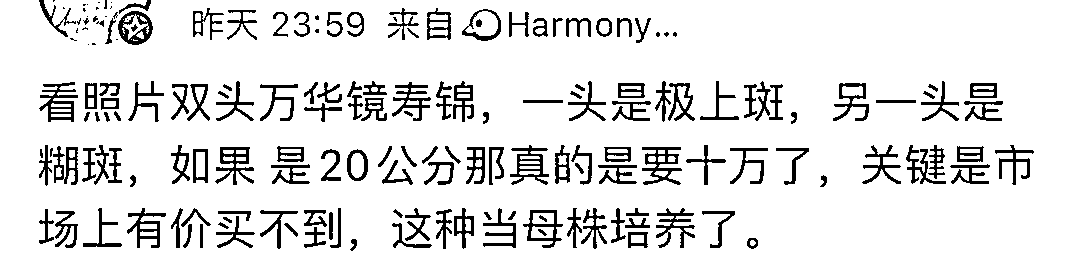 昨天 23:59 来自 Harmony...
看照片双头万华镜寿锦，一头是极上斑，另一头是
糊斑，如果 是20公分那真的是要十万了，关键是市
场上有价买不到，这种当母株培养了。